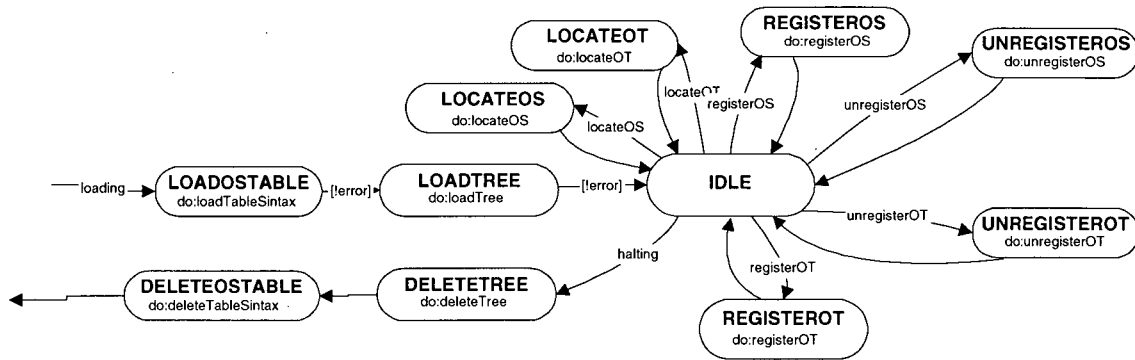 LOCATEOT
do:locateOT
REGISTEROS
do:registerOS
UNREGISTEROS
do:unregisterOS
LOCATEOS
do:locateOS
locateOT
registerOS
unregisterOS
locateOS
loading
LOADOSTABLE
do:loadTableSintax
[!error]
LOADTREE
do:loadTree
[!error]
IDLE
unregisterOT
UNREGISTEROT
do:unregisterOT
halting
registerOT
DELETEOSTABLE
do:deleteTableSintax
DELETETREE
do:deleteTree
REGISTEROT
do:registerOT